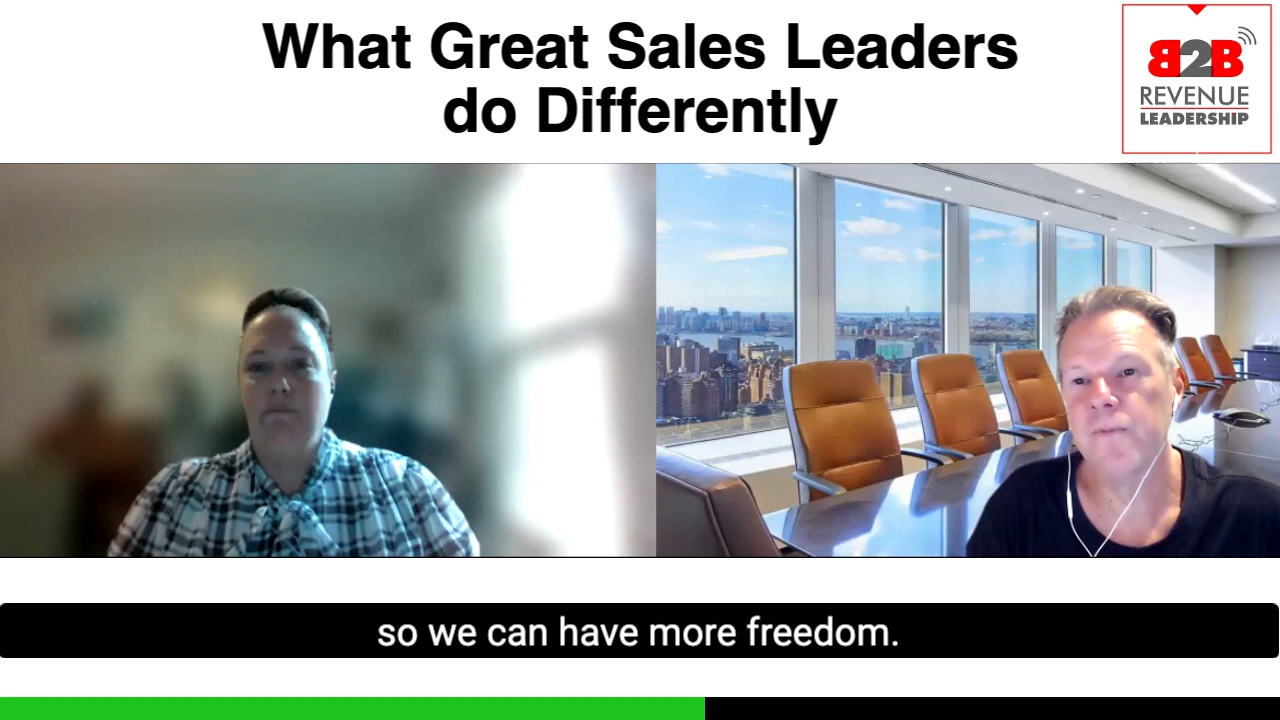 What Great Sales Leaders
do Differently
B2B
REVENUE
LEADERSHIP
so we can have more freedom.